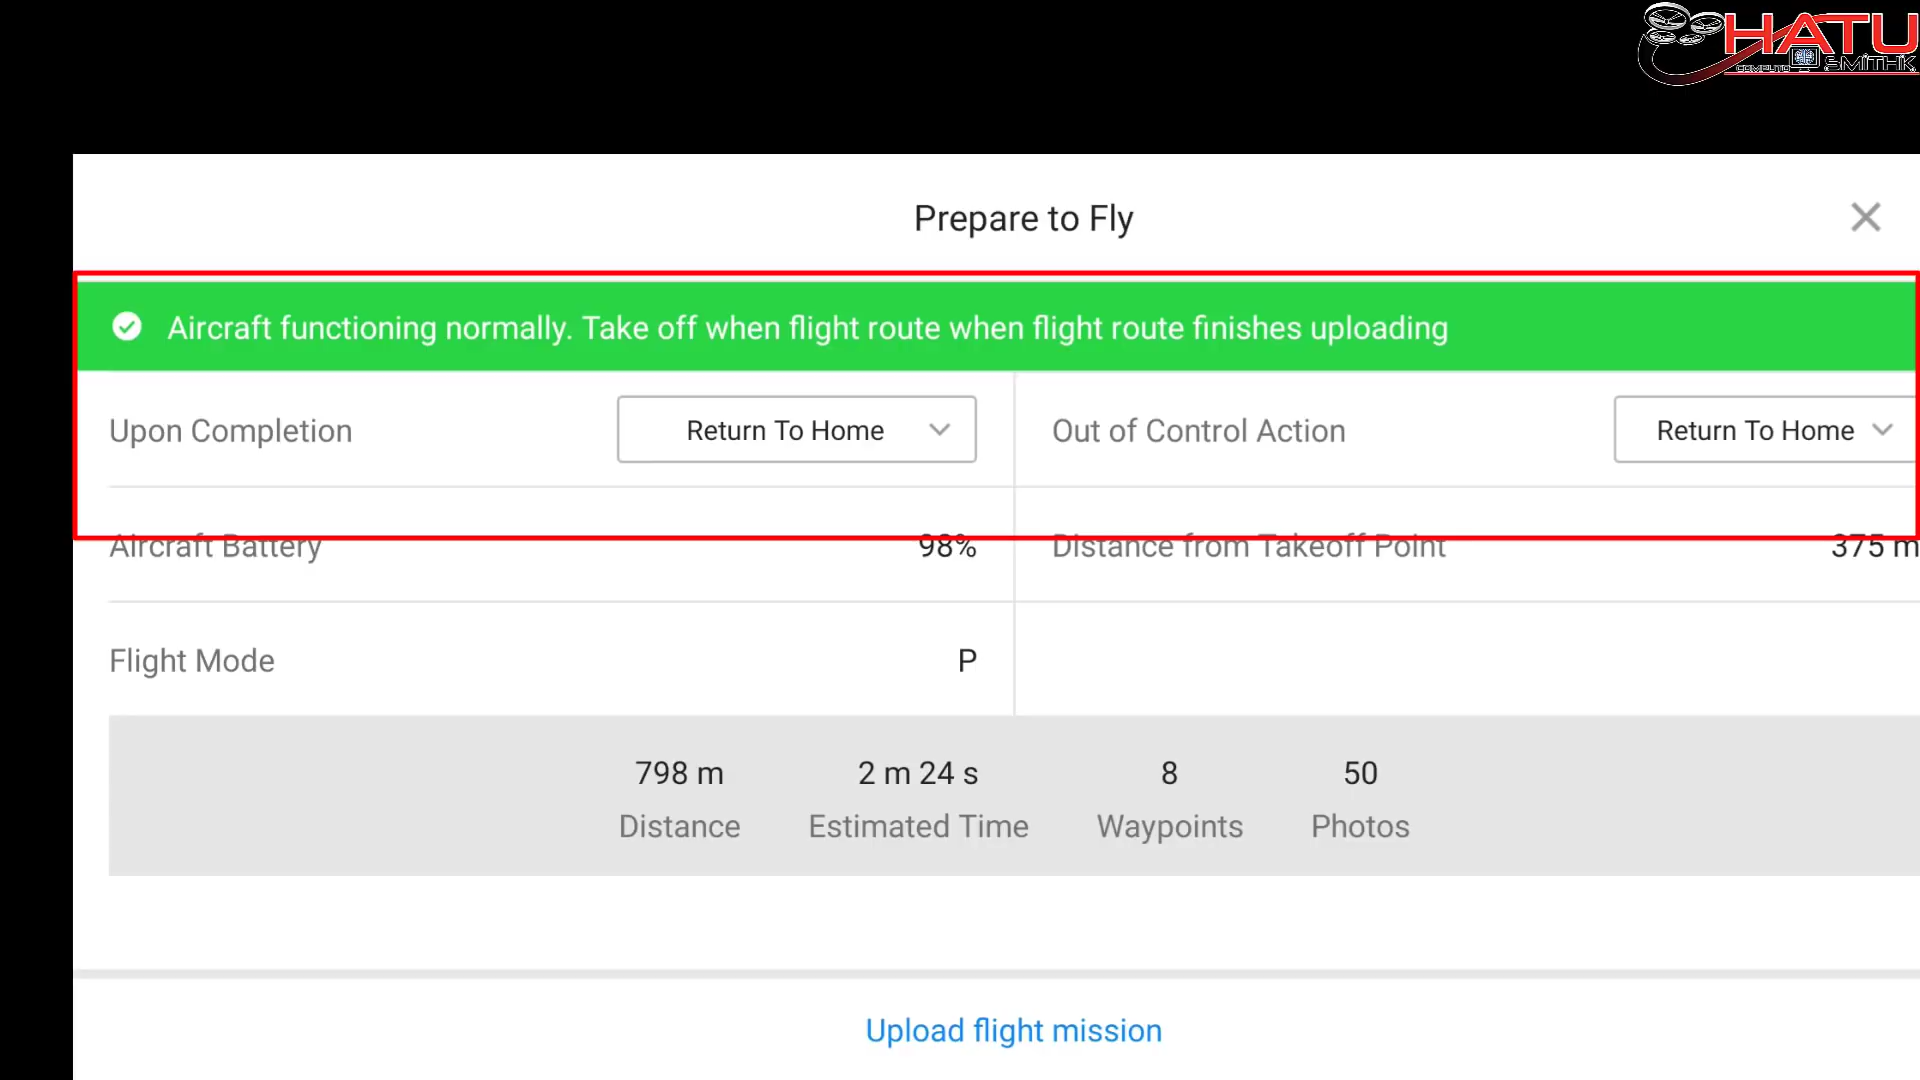 HATU
COMPUTO SMITHK
Prepare to Fly
Aircraft functioning normally. Take off when flight route when flight route finishes uploading
Upon Completion Return To Home Out of Control Action Return To Home
Aircraft Battery 98% Distance from Takeoff Point 375 m
Flight Mode P
798 m 2 m 24 s 8 50
Distance Estimated Time Waypoints Photos
Upload flight mission